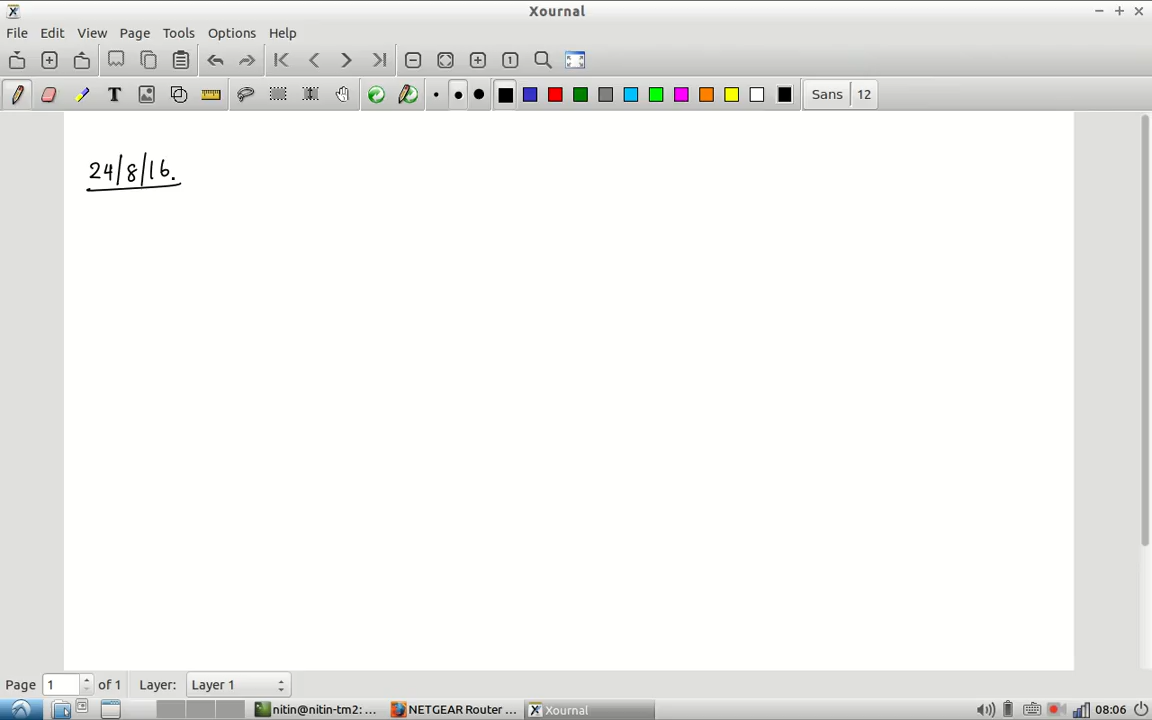 Xournal
File Edit View Page Tools Options Help
Sans 12
24/8/16.
Page 1 of 1 Layer: Layer 1
nitin@nitin-tm2: ... NETGEAR Router ... Xournal 08:06